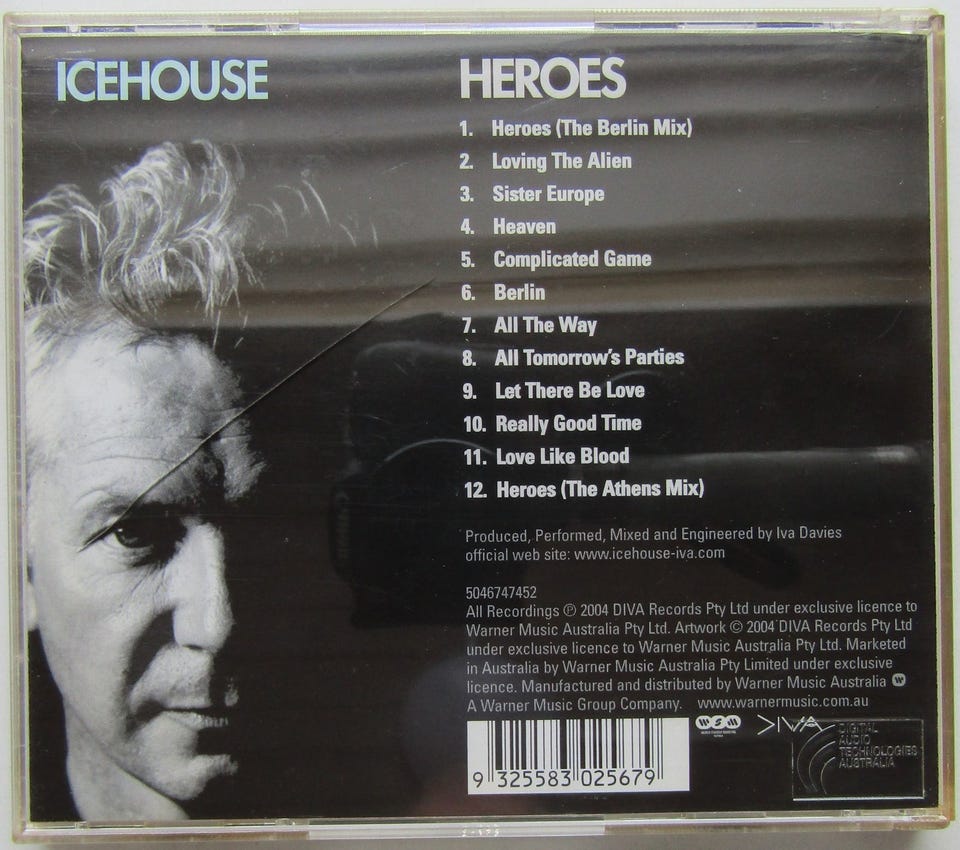 ICEHOUSE
HEROES
1. Heroes (The Berlin Mix)
2. Loving The Alien
3. Sister Europe
4. Heaven
5. Complicated Game
6. Berlin
7. All The Way
8. All Tomorrow's Parties
9. Let There Be Love
10. Really Good Time
11. Love Like Blood
12. Heroes (The Athens Mix)
Produced, Performed, Mixed and Engineered by Iva Davies
official web site: www.icehouse-iva.com
5046747452
All Recordings ℗ 2004 DIVA Records Pty Ltd under exclusive licence to
Warner Music Australia Pty Ltd. Artwork © 2004 DIVA Records Pty Ltd
under exclusive licence to Warner Music Australia Pty Ltd. Marketed
in Australia by Warner Music Australia Pty Limited under exclusive
licence. Manufactured and distributed by Warner Music Australia
A Warner Music Group Company. www.warnermusic.com.au
WSM
DIVA
DIGITAL
AUDIO
TECHNOLOGIES
AUSTRALIA
9 325583 025679